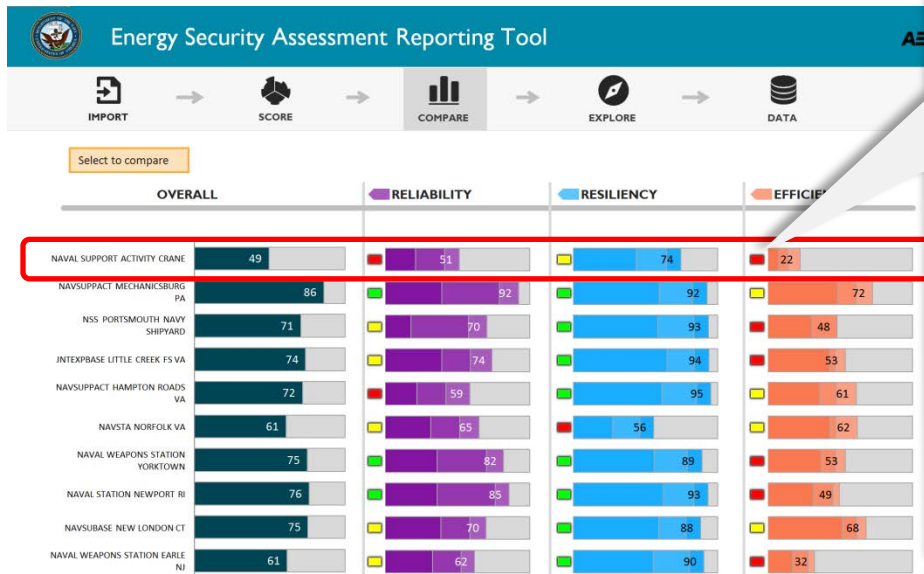 Energy Security Assessment Reporting Tool
IMPORT
SCORE
COMPARE
EXPLORE
DATA
Select to compare
OVERALL
RELIABILITY
RESILIENCY
NAVAL SUPPORT ACTIVITY CRANE 49 51 74 22
NAVSUPPACT MECHANICSBURG
PA
86 92 92 72
NSS PORTSMOUTH NAVY
SHIPYARD
71 70 93 48
JNTEXPBASE LITTLE CREEK FS VA 74 74 94 53
NAVSUPPACT HAMPTON ROADS
VA
72 59 95 61
NAVSTA NORFOLK VA 61 65 56 62
NAVAL WEAPONS STATION
YORKTOWN
75 82 89 53
NAVAL STATION NEWPORT RI 76 85 93 49
NAVSUBASE NEW LONDON CT 75 70 88 68
NAVAL WEAPONS STATION EARLE
NJ
61 62 90 32